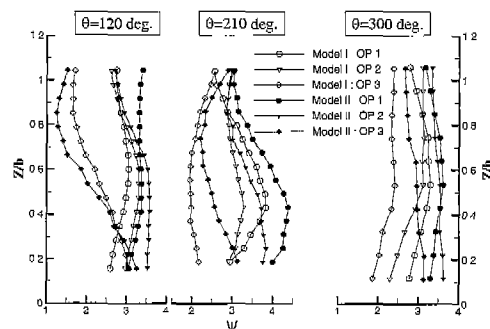 θ=120 deg. θ=210 deg. θ=300 deg.
Model I OP 1
Model I OP 2
Model I : OP 3
Model II OP 1
Model II OP 2
Model II · OP 3
Z/b
1.2
1
0.8
0.6
0.4
0.2
0
1 2 3 4
2 3 4
1 2 3 4
1.2
1
0.8
0.6
0.4
0.2
0
Z/b